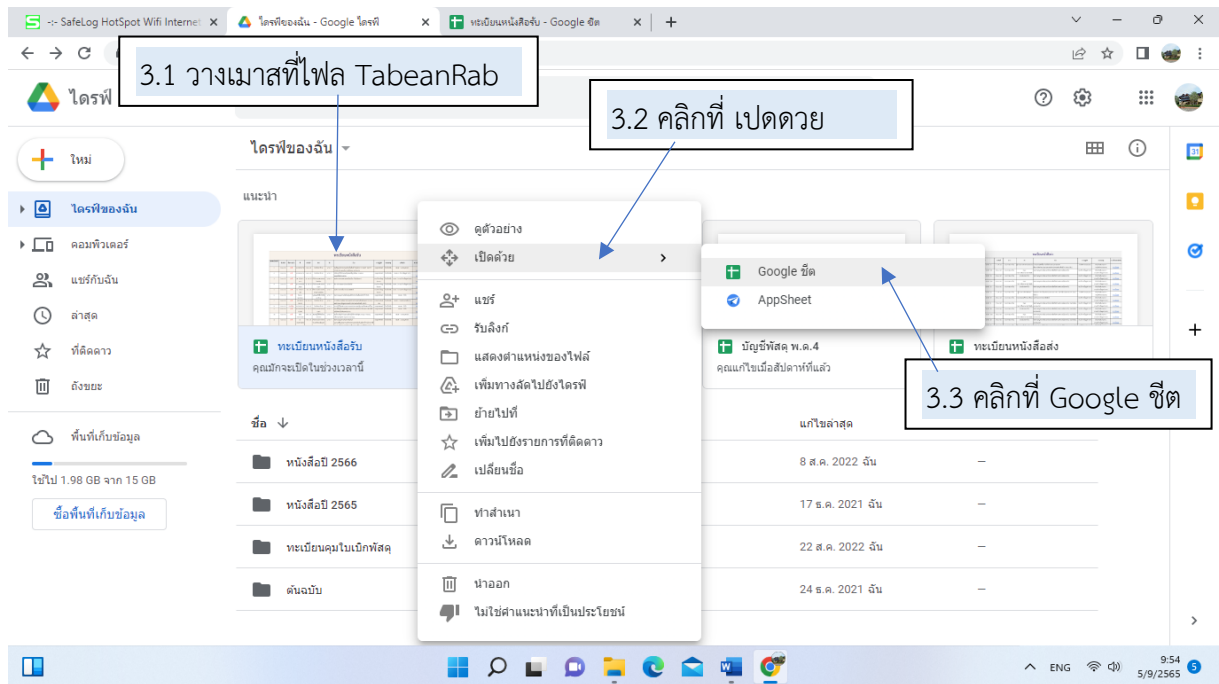 -:- SafeLog HotSpot Wifi Internet
ไดรฟ์ของฉัน - Google ไดรฟ์
ทะเบียนหนังสือรับ - Google ชีต
3.1 วางเมาสที่ไฟล TabeanRab
3.2 คลิกที่ เปดดวย
ไดรฟ์
ใหม่
ไดรฟ์ของฉัน
31
แนะนำ
ไดรฟ์ของฉัน
คอมพิวเตอร์
แชร์กับฉัน
ล่าสุด
ที่ติดดาว
ถังขยะ
พื้นที่เก็บข้อมูล
ใช้ไป 1.98 GB จาก 15 GB
ซื้อพื้นที่เก็บข้อมูล
ทะเบียนหนังสือรับ
คุณมักจะเปิดในช่วงเวลานี้
บัญชีพัสดุ พ.ด.4
คุณแก้ไขเมื่อสัปดาห์ที่แล้ว
ทะเบียนหนังสือส่ง
ดูตัวอย่าง
เปิดด้วย
แชร์
รับลิงก์
แสดงตำแหน่งของไฟล์
เพิ่มทางลัดไปยังไดรฟ์
ย้ายไปที่
เพิ่มไปยังรายการที่ติดดาว
เปลี่ยนชื่อ
ทำสำเนา
ดาวน์โหลด
นำออก
ไม่ใช่คำแนะนำที่เป็นประโยชน์
Google ชีต
AppSheet
3.3 คลิกที่ Google ชีต
ชื่อ
แก้ไขล่าสุด
หนังสือปี 2566
8 ส.ค. 2022 ฉัน
–
หนังสือปี 2565
17 ธ.ค. 2021 ฉัน
–
ทะเบียนคุมใบเบิกพัสดุ
22 ส.ค. 2022 ฉัน
–
ต้นฉบับ
24 ธ.ค. 2021 ฉัน
–
ENG
9:54
5/9/2565
5